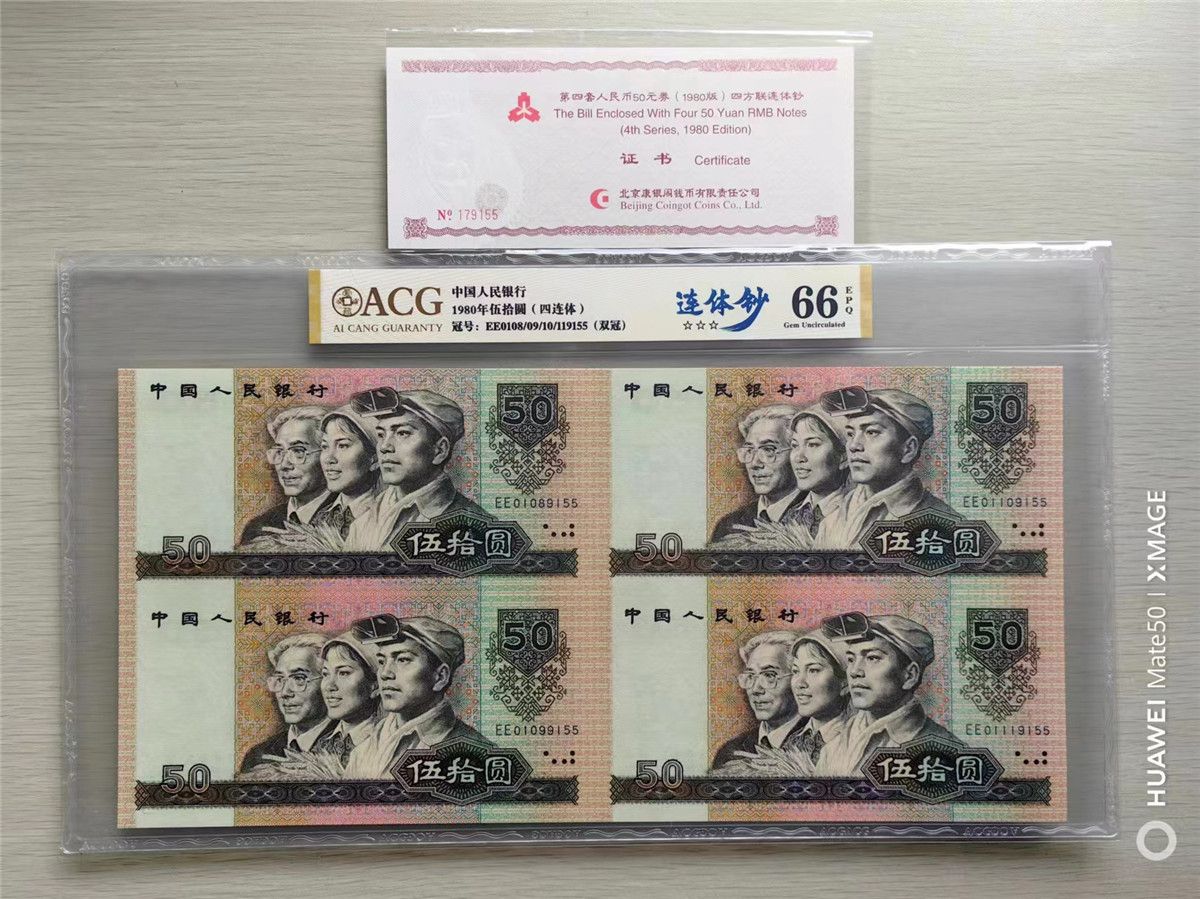 第四套人民币50元券（1980版）四方联连体钞
The Bill Enclosed With Four 50 Yuan RMB Notes
(4th Series, 1980 Edition)
证书 Certificate
北京康银阁钱币有限责任公司
Beijing Coingot Coins Co., Ltd.
Nº 179155
ACG
AI CANG GUARANTY
中国人民银行
1980年伍拾圆（四连体）
冠号：EE0108/09/10/119155（双冠）
连体钞
☆☆☆
66
EPQ
Gem Uncirculated
中国人民银行
50
EE01089155
50
伍拾圆
中国人民银行
50
EE01109155
50
伍拾圆
中国人民银行
50
EE01099155
50
伍拾圆
中国人民银行
50
EE01119155
50
伍拾圆
HUAWEI Mate50 | XMAGE